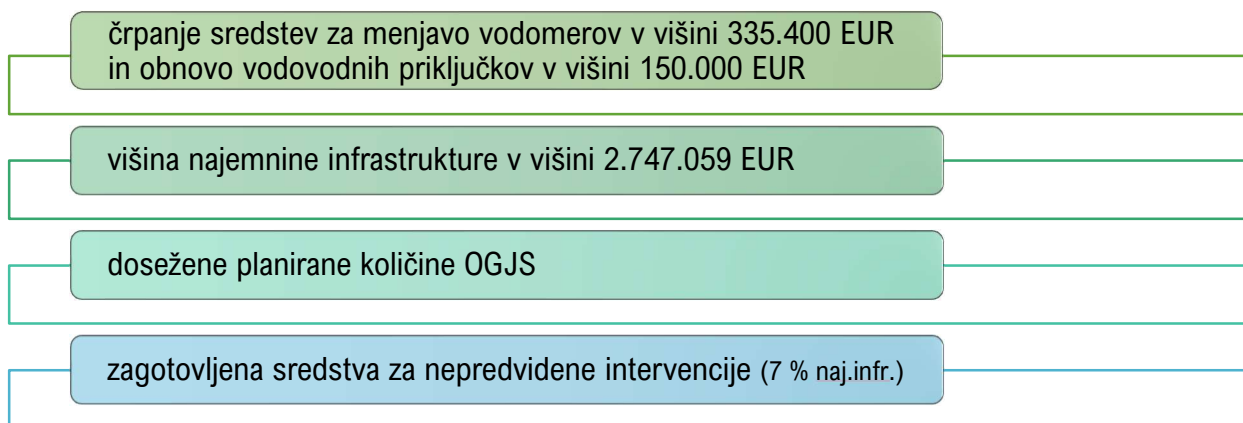 črpanje sredstev za menjavo vodomerov v višini 335.400 EUR
in obnovo vodovodnih priključkov v višini 150.000 EUR
višina najemnine infrastrukture v višini 2.747.059 EUR
dosežene planirane količine OGJS
zagotovljena sredstva za nepredvidene intervencije (7 % naj.infr.)